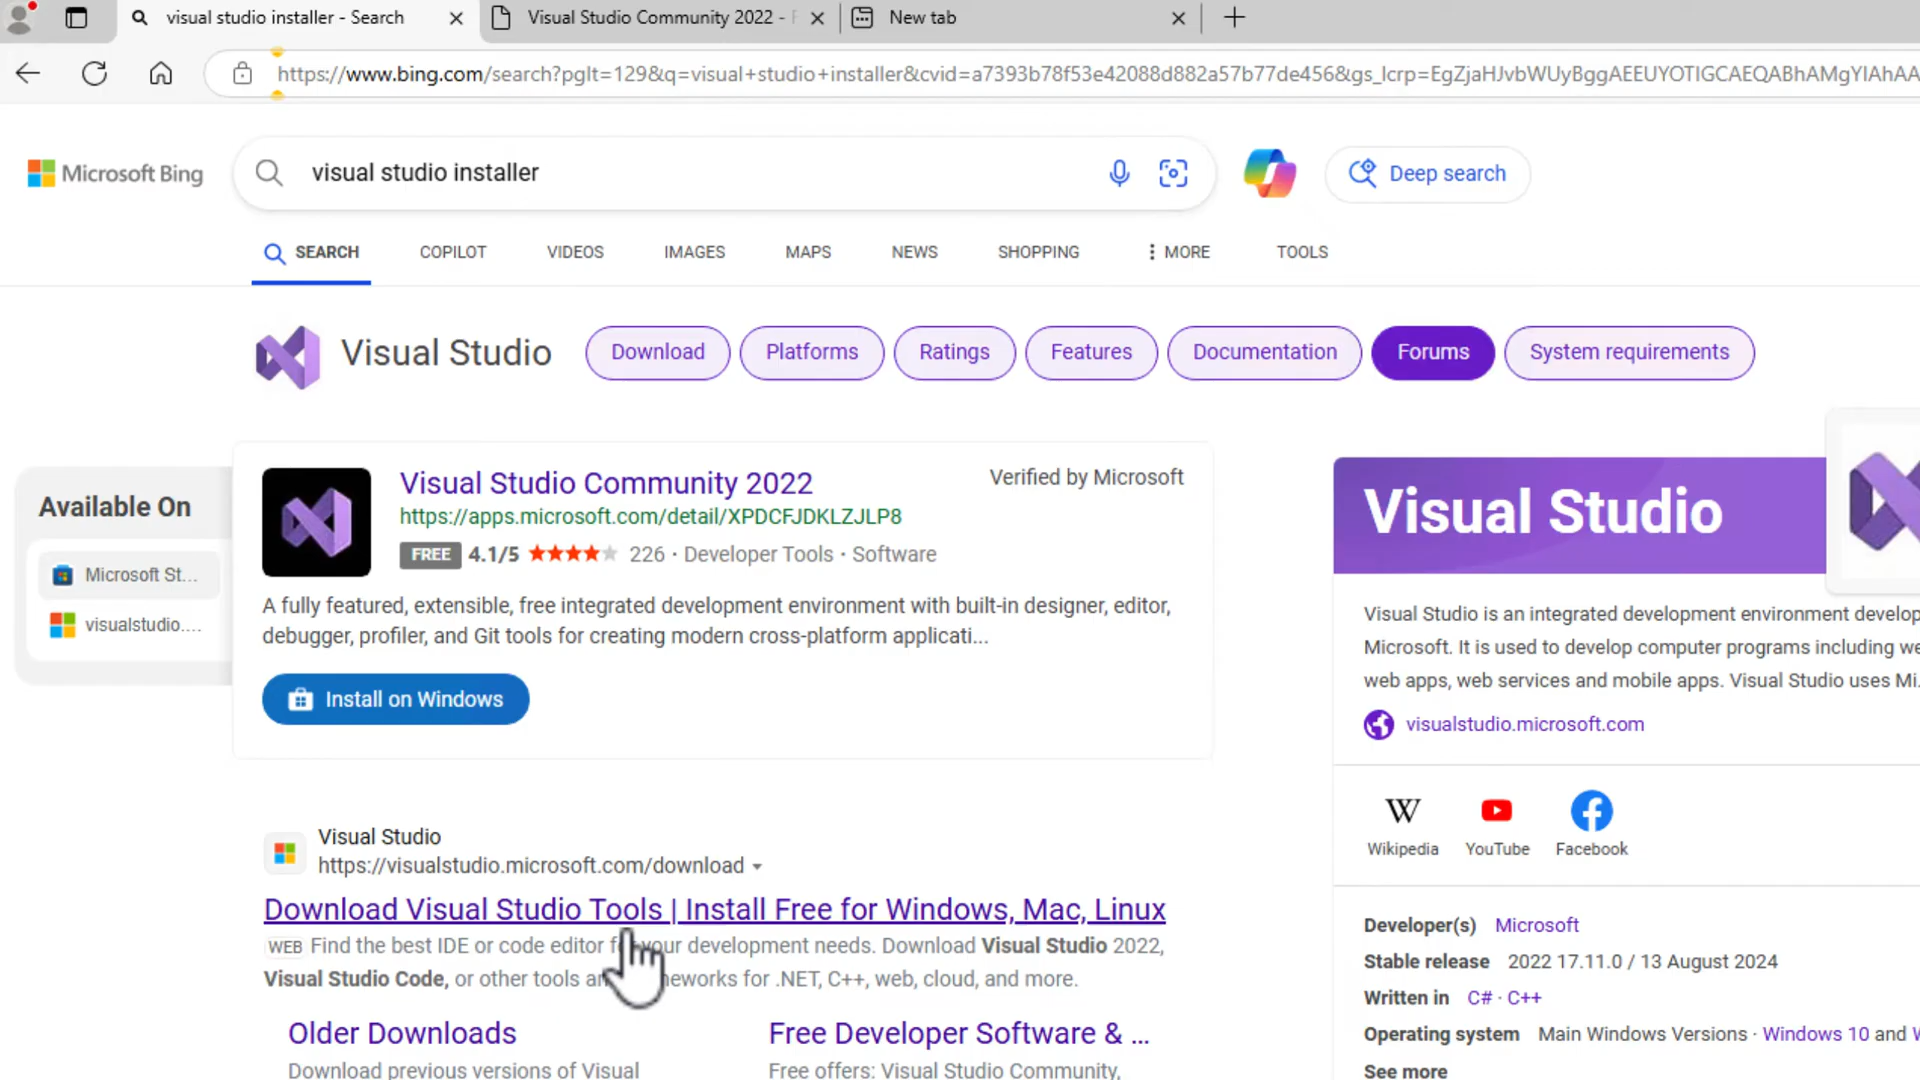 visual studio installer - Search
Visual Studio Community 2022 -
New tab
https://www.bing.com/search?pglt=129&q=visual+studio+installer&cvid=a7393b78f53e42088d882a57b77de456&gs_lcrp=EgZjaHJvbWUyBggAEEUYOTIGCAEQABhAMgYIAhAA
Microsoft Bing
visual studio installer
Deep search
SEARCH
COPILOT
VIDEOS
IMAGES
MAPS
NEWS
SHOPPING
MORE
TOOLS
Visual Studio
Download
Platforms
Ratings
Features
Documentation
Forums
System requirements
Available On
Microsoft St...
visualstudio....
Visual Studio Community 2022
Verified by Microsoft
https://apps.microsoft.com/detail/XPDCFJDKLZJLP8
FREE 4.1/5 226 · Developer Tools · Software
A fully featured, extensible, free integrated development environment with built-in designer, editor,
debugger, profiler, and Git tools for creating modern cross-platform applicati...
Install on Windows
Visual Studio
https://visualstudio.microsoft.com/download
Download Visual Studio Tools | Install Free for Windows, Mac, Linux
WEB Find the best IDE or code editor your development needs. Download Visual Studio 2022,
Visual Studio Code, or other tools for .NET, C++, web, cloud, and more.
Older Downloads
Download previous versions of Visual
Free Developer Software & ...
Free offers: Visual Studio Community,
Visual Studio
Visual Studio is an integrated development environment develop
Microsoft. It is used to develop computer programs including we
web apps, web services and mobile apps. Visual Studio uses Mi.
visualstudio.microsoft.com
W
Wikipedia
YouTube
Facebook
Developer(s) Microsoft
Stable release 2022 17.11.0 / 13 August 2024
Written in C# · C++
Operating system Main Windows Versions · Windows 10 and
See more